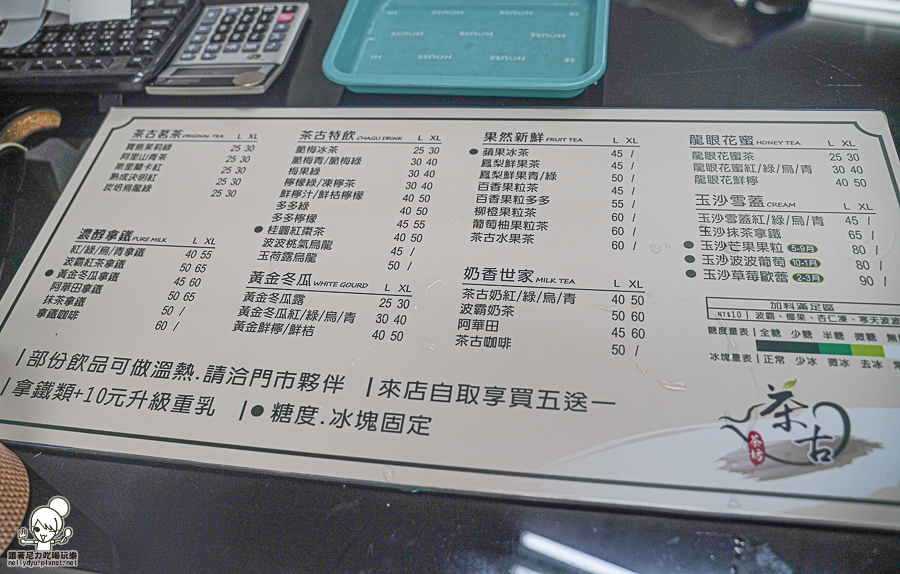 茶古茗茶 ORIGINAL TEA L XL
寶島茉莉綠 25 30
阿里山青茶 25 30
斯里蘭卡紅 25 30
熟成決明紅 25 30
炭焙烏龍綠 25 30
濃醇拿鐵 PURE MILK L XL
紅/綠/烏/青拿鐵 40 55
波霸紅茶拿鐵 50 65
●黃金冬瓜拿鐵 45 60
阿華田拿鐵 50 65
抹茶拿鐵 50 /
拿鐵咖啡 60 /
茶古特飲 CHAGU DRINK L XL
脆梅冰茶 25 30
脆梅青/脆梅綠 30 40
梅果綠 30 40
檸檬綠/凍檸茶 30 40
鮮檸汁/鮮桔檸檬 40 50
多多綠 40 50
多多檸檬 45 55
●桂圓紅棗茶 40 50
波波桃氣烏龍 45 /
玉荷露烏龍 50 /
黃金冬瓜 WHITE GOURD L XL
黃金冬瓜露 25 30
黃金冬瓜紅/綠/烏/青 30 40
黃金鮮檸/鮮桔 40 50
果然新鮮 FRUIT TEA L XL
●蘋果冰茶 45 /
鳳梨鮮果茶 45 /
鳳梨鮮果青/綠 50 /
百香果粒茶 45 /
百香果粒多多 55 /
柳橙果粒茶 60 /
葡萄柚果粒茶 60 /
茶古水果茶 60 /
奶香世家 MILK TEA L XL
茶古奶紅/綠/烏/青 40 50
波霸奶茶 50 60
阿華田 45 60
茶古咖啡 50 /
龍眼花蜜 HONEY TEA L XL
龍眼花蜜茶 25 30
龍眼花蜜紅/綠/烏/青 30 40
龍眼花鮮檸 40 50
玉沙雪蓋 CREAM L XL
玉沙雪蓋紅/綠/烏/青 45 /
玉沙抹茶拿鐵 65 /
●玉沙芒果果粒 5-9月 80 /
●玉沙波波葡萄 10-1月 80 /
●玉沙草莓歐蕾 2-3月 90 /
加料滿足區
NT$10 波霸、椰果、杏仁凍、寒天波波
糖度量表 全糖 少糖 半糖 微糖
冰塊量表 正常 少冰 微冰 去冰
|部份飲品可做溫熱.請洽門市夥伴 |來店自取享買五送一
|拿鐵類+10元升級重乳 |●糖度.冰塊固定
茶古
茶坊
跟著尼力吃喝玩樂
nellydyu.pixnet.net